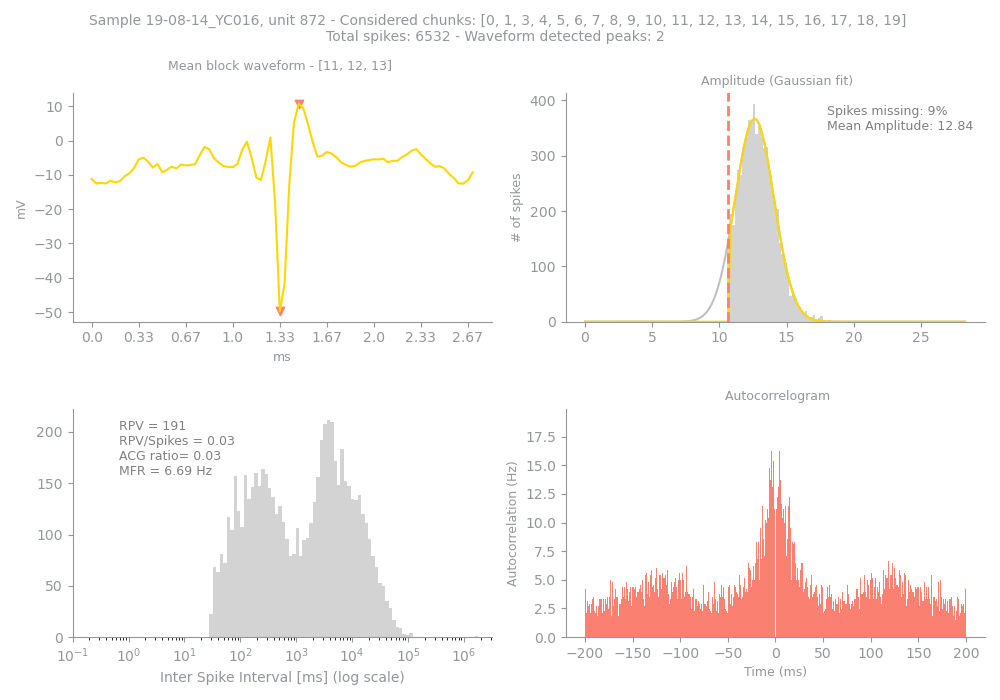 Sample 19-08-14_YC016, unit 872 - Considered chunks: [0, 1, 3, 4, 5, 6, 7, 8, 9, 10, 11, 12, 13, 14, 15, 16, 17, 18, 19]
Total spikes: 6532 - Waveform detected peaks: 2
Mean block waveform - [11, 12, 13]
10
0
−10
−20
−30
−40
−50
mV
0.0 0.33 0.67 1.0 1.33 1.67 2.0 2.33 2.67
ms
Amplitude (Gaussian fit)
Spikes missing: 9%
Mean Amplitude: 12.84
400
300
200
100
0
# of spikes
0 5 10 15 20 25
RPV = 191
RPV/Spikes = 0.03
ACG ratio= 0.03
MFR = 6.69 Hz
200
150
100
50
0
10⁻¹ 10⁰ 10¹ 10² 10³ 10⁴ 10⁵ 10⁶
Inter Spike Interval [ms] (log scale)
Autocorrelogram
17.5
15.0
12.5
10.0
7.5
5.0
2.5
0.0
Autocorrelation (Hz)
−200 −150 −100 −50 0 50 100 150 200
Time (ms)